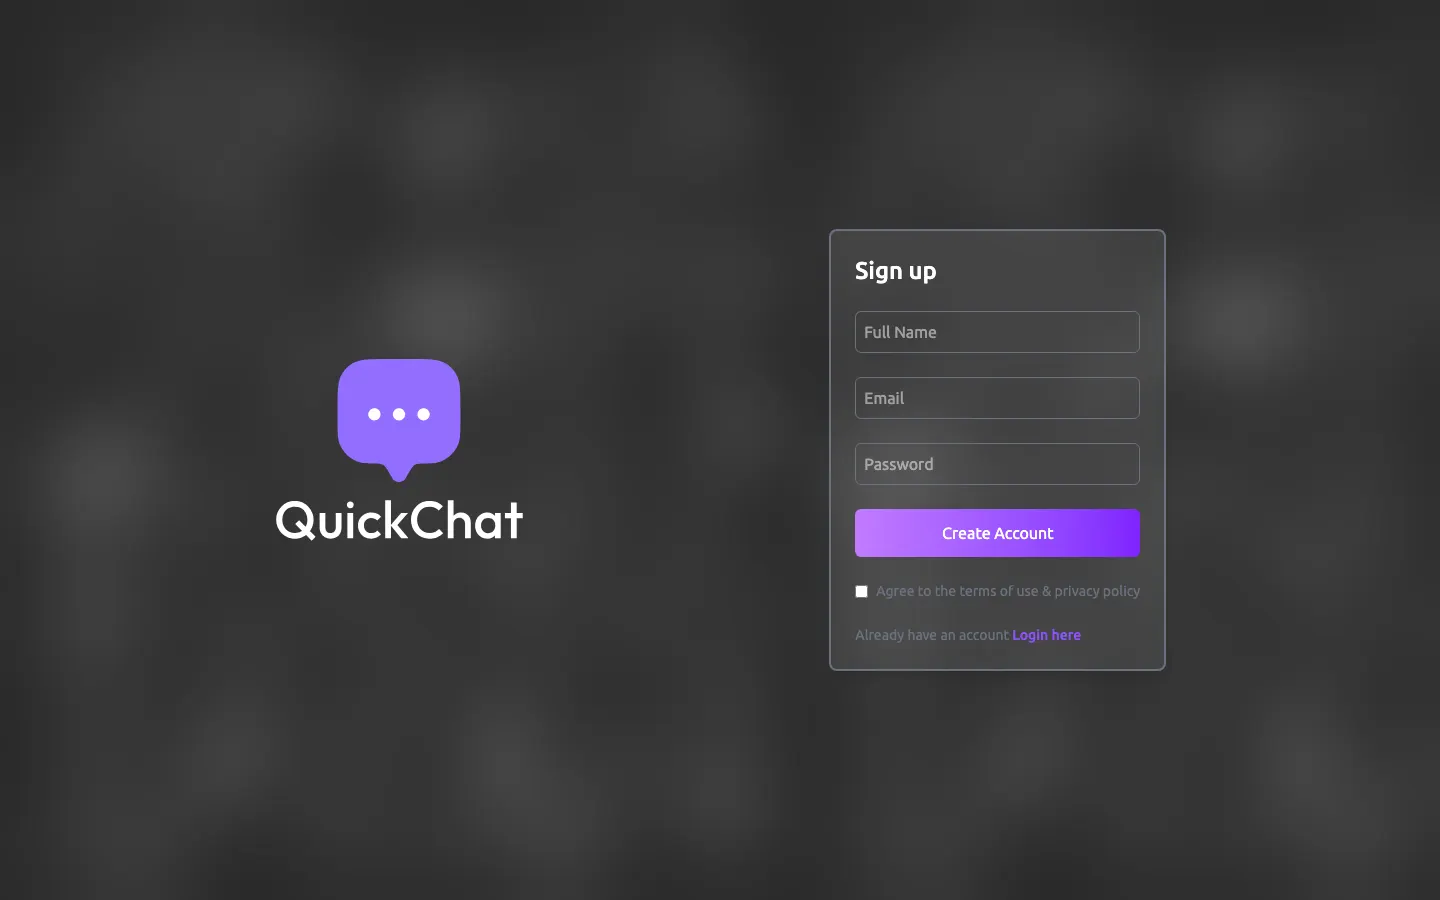 QuickChat
Sign up
Full Name
Email
Password
Create Account
Agree to the terms of use & privacy policy
Already have an account Login here